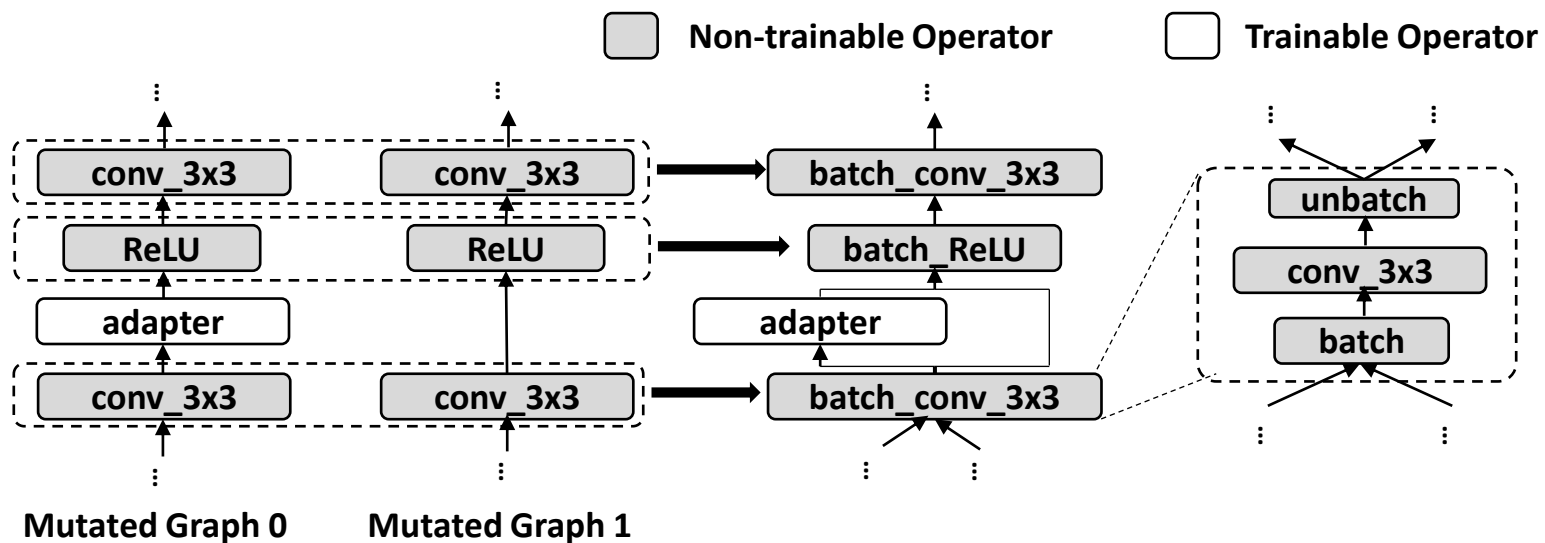 Non-trainable Operator
Trainable Operator
conv_3x3
conv_3x3
batch_conv_3x3
unbatch
ReLU
ReLU
batch_ReLU
conv_3x3
adapter
adapter
batch
conv_3x3
conv_3x3
batch_conv_3x3
Mutated Graph 0
Mutated Graph 1